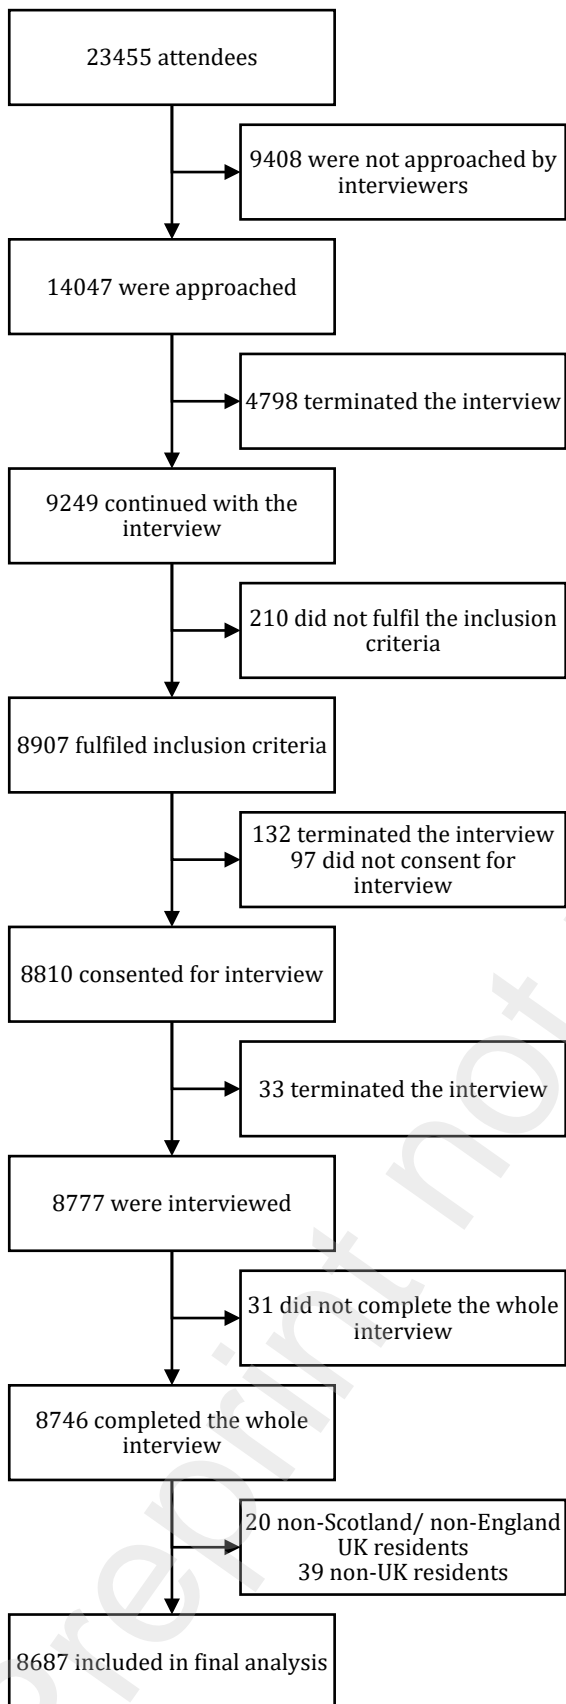 23455 attendees
9408 were not approached by
interviewers
14047 were approached
4798 terminated the interview
9249 continued with the
interview
210 did not fulfil the inclusion
criteria
8907 fulfiled inclusion criteria
132 terminated the interview
97 did not consent for
interview
8810 consented for interview
33 terminated the interview
8777 were interviewed
31 did not complete the whole
interview
8746 completed the whole
interview
20 non-Scotland/ non-England
UK residents
39 non-UK residents
8687 included in final analysis
Preprint not